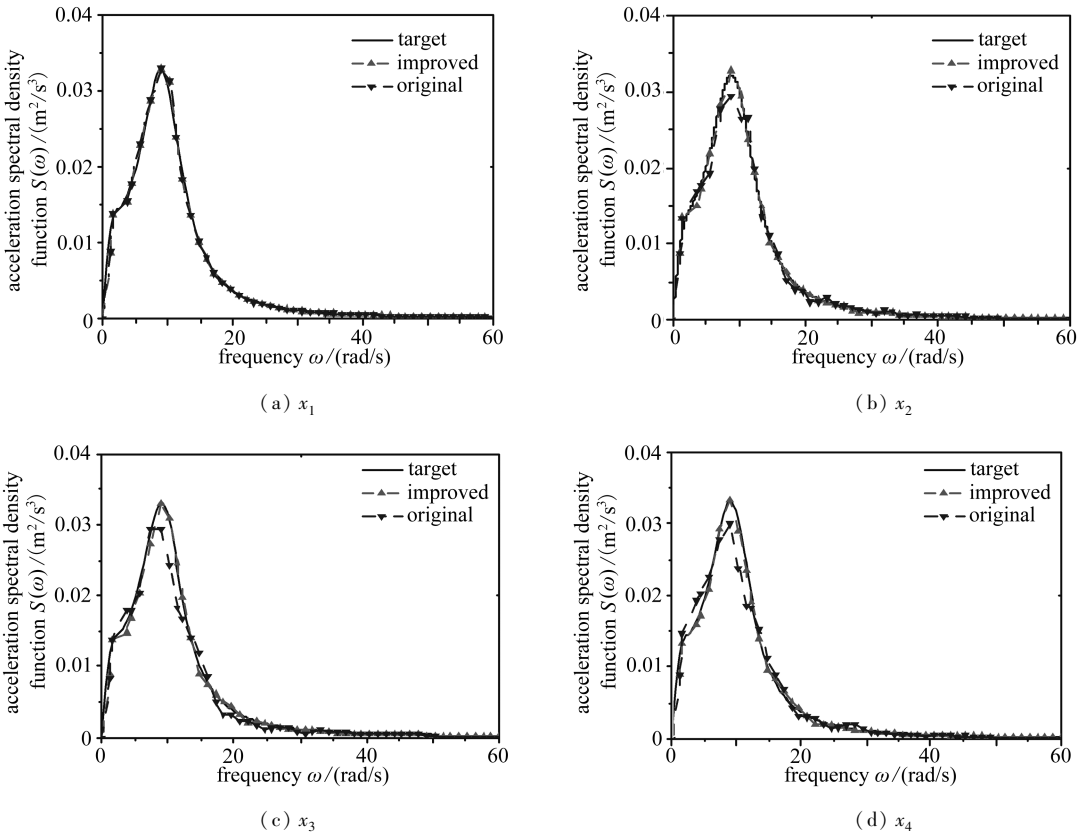 0.04
0.03
0.02
0.01
0
acceleration spectral density
function S(ω)/(m²/s³)
target
improved
original
0 20 40 60
frequency ω/(rad/s)
(a) x₁
0.04
0.03
0.02
0.01
0
acceleration spectral density
function S(ω)/(m²/s³)
target
improved
original
0 20 40 60
frequency ω/(rad/s)
(b) x₂
0.04
0.03
0.02
0.01
0
acceleration spectral density
function S(ω)/(m²/s³)
target
improved
original
0 20 40 60
frequency ω/(rad/s)
(c) x₃
0.04
0.03
0.02
0.01
0
acceleration spectral density
function S(ω)/(m²/s³)
target
improved
original
0 20 40 60
frequency ω/(rad/s)
(d) x₄